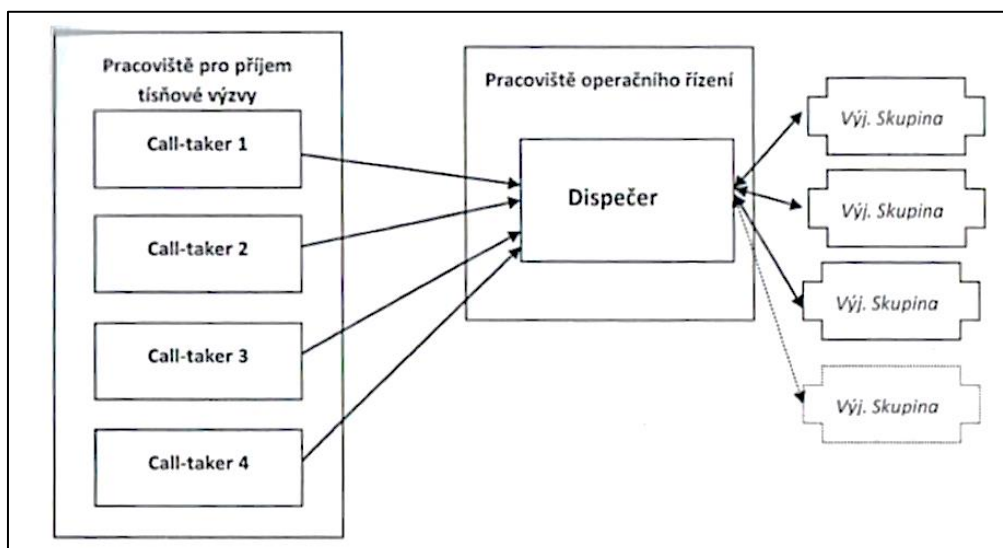 Pracoviště pro příjem
tísňové výzvy
Call-taker 1
Call-taker 2
Call-taker 3
Call-taker 4
Pracoviště operačního řízení
Dispečer
Výj. Skupina
Výj. Skupina
Výj. Skupina
Výj. Skupina